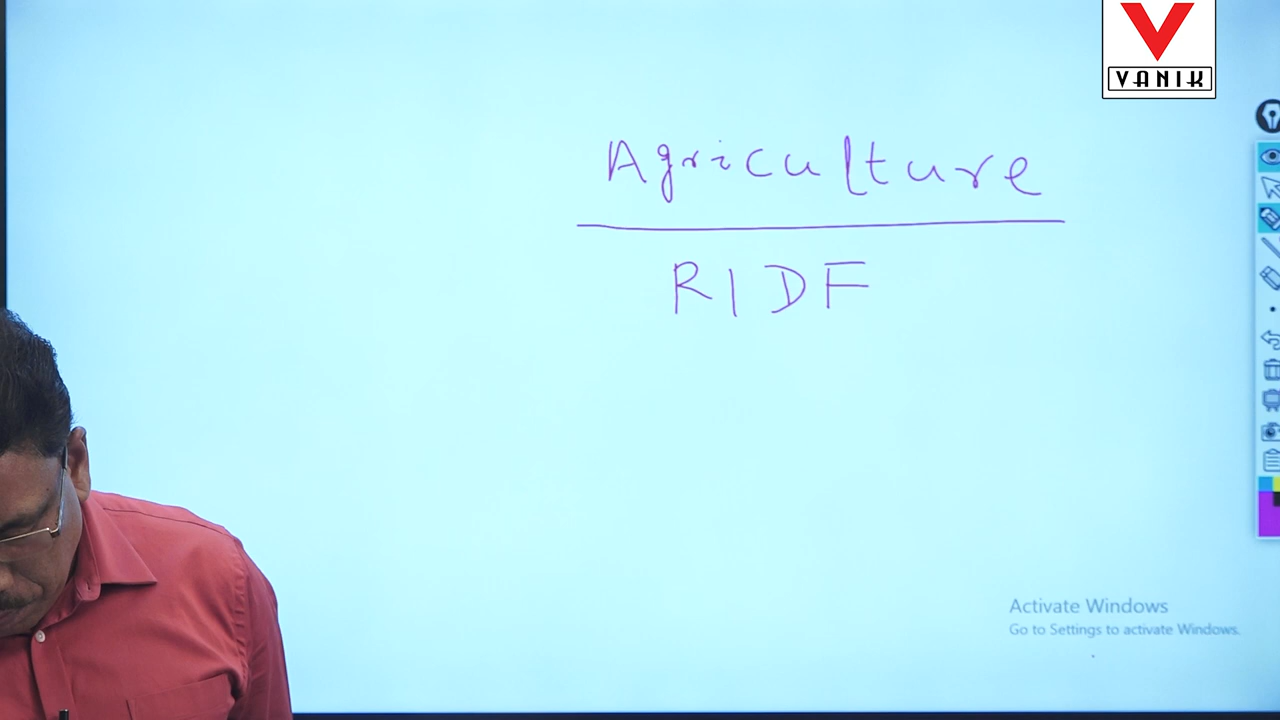 VANIK
Agriculture
RIDF
Activate Windows
Go to Settings to activate Windows.